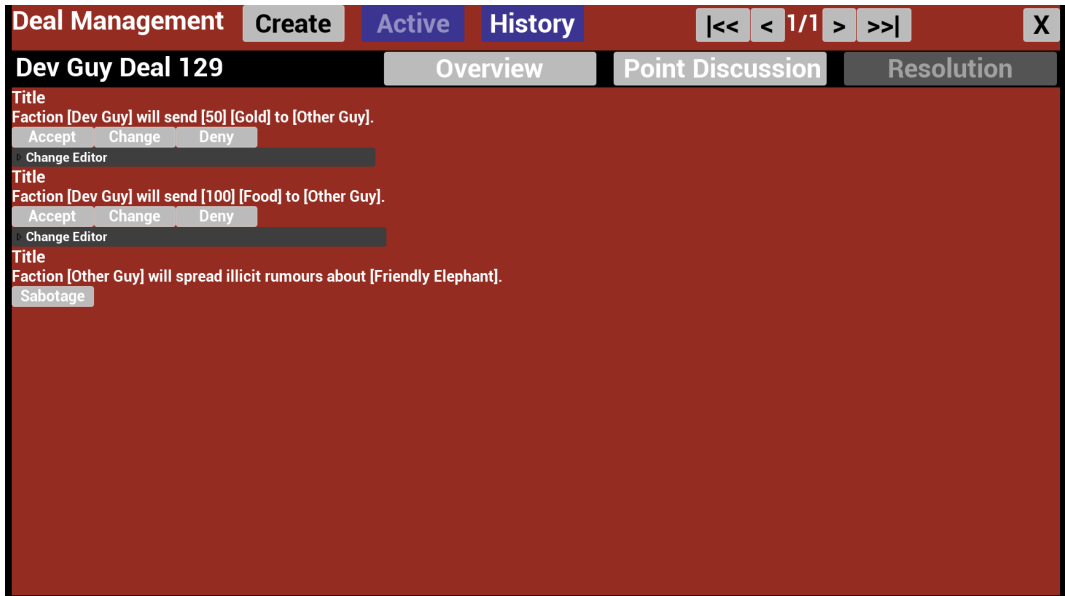 Deal Management Create Active History |<< < 1/1 > >>| X
Dev Guy Deal 129 Overview Point Discussion Resolution
Title
Faction [Dev Guy] will send [50] [Gold] to [Other Guy].
Accept Change Deny
Change Editor
Title
Faction [Dev Guy] will send [100] [Food] to [Other Guy].
Accept Change Deny
Change Editor
Title
Faction [Other Guy] will spread illicit rumours about [Friendly Elephant].
Sabotage